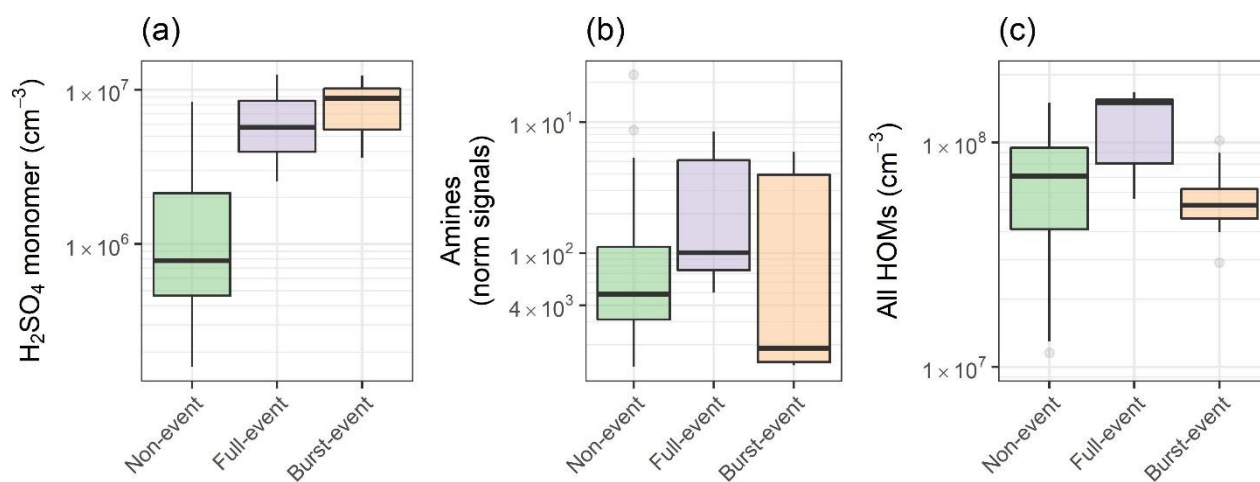 (a)
H₂SO₄ monomer (cm⁻³)
1 × 10⁷
1 × 10⁶
Non-event
Full-event
Burst-event
(b)
Amines
(norm signals)
1 × 10¹
1 × 10²
4 × 10³
Non-event
Full-event
Burst-event
(c)
All HOMs (cm⁻³)
1 × 10⁸
1 × 10⁷
Non-event
Full-event
Burst-event